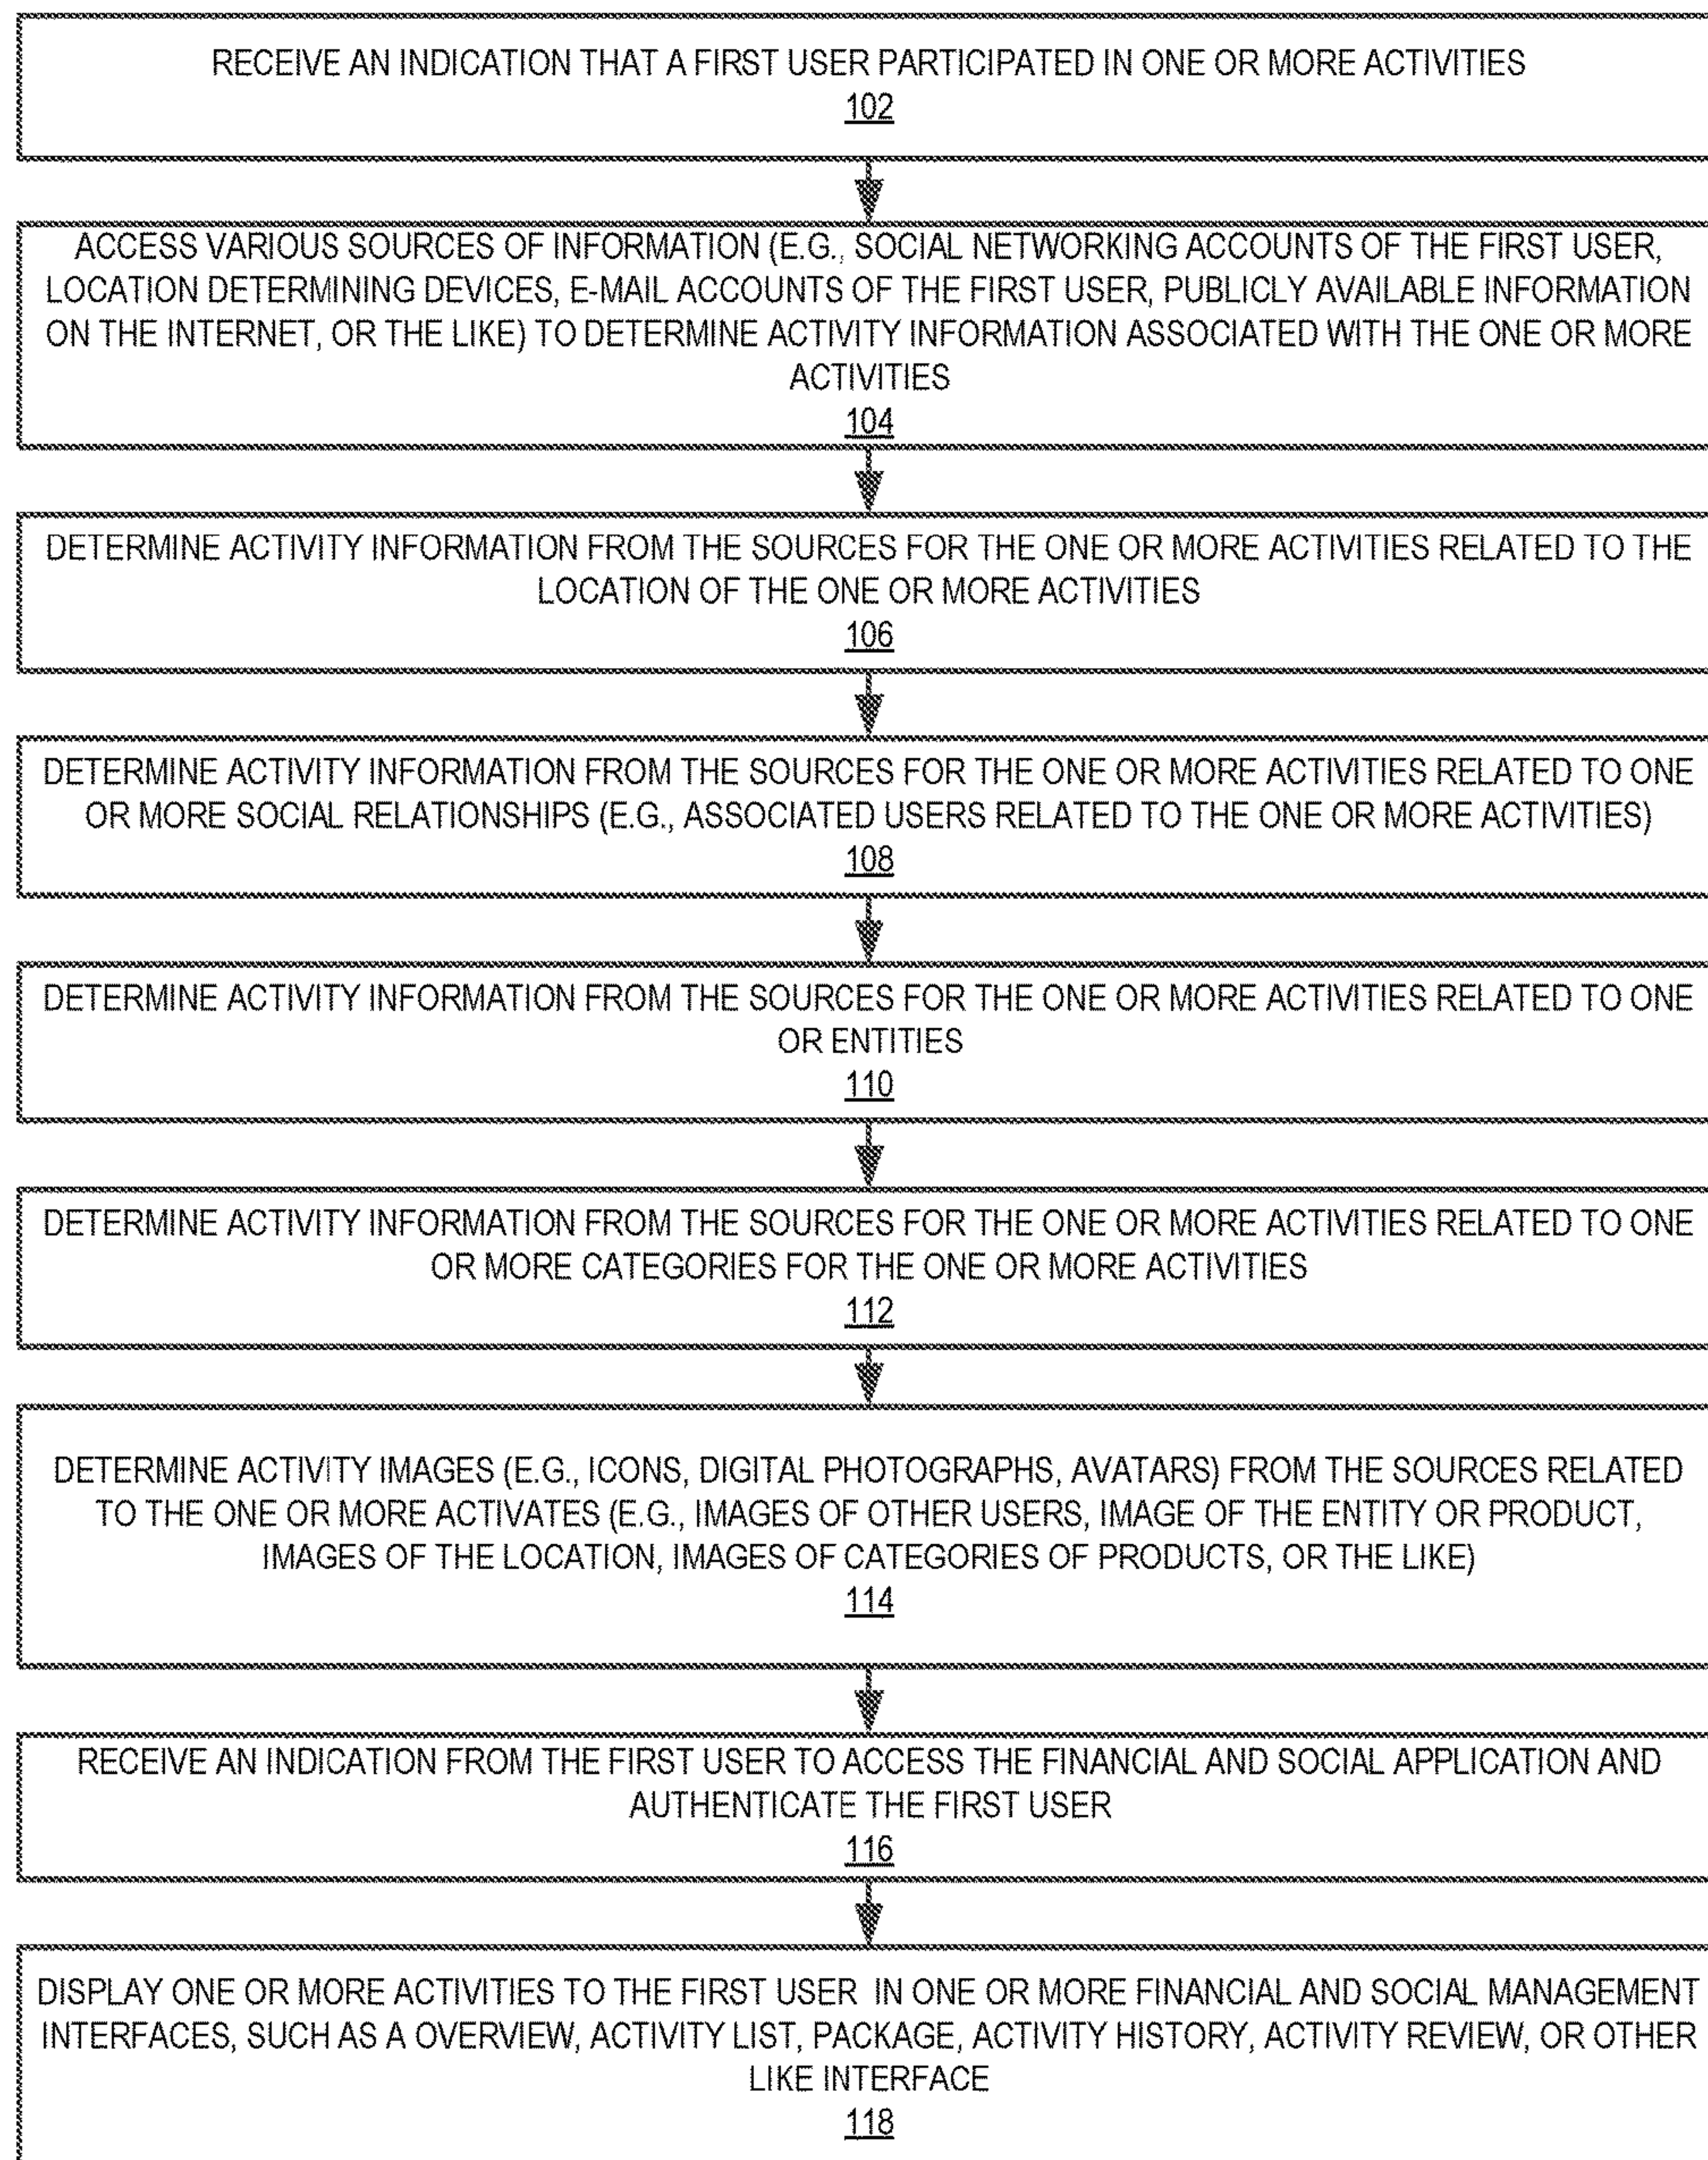 RECEIVE AN INDICATION THAT A FIRST USER PARTICIPATED IN ONE OR MORE ACTIVITIES
102
ACCESS VARIOUS SOURCES OF INFORMATION (E.G., SOCIAL NETWORKING ACCOUNTS OF THE FIRST USER,
LOCATION DETERMINING DEVICES, E-MAIL ACCOUNTS OF THE FIRST USER, PUBLICLY AVAILABLE INFORMATION
ON THE INTERNET, OR THE LIKE) TO DETERMINE ACTIVITY INFORMATION ASSOCIATED WITH THE ONE OR MORE
ACTIVITIES
104
DETERMINE ACTIVITY INFORMATION FROM THE SOURCES FOR THE ONE OR MORE ACTIVITIES RELATED TO THE
LOCATION OF THE ONE OR MORE ACTIVITIES
106
DETERMINE ACTIVITY INFORMATION FROM THE SOURCES FOR THE ONE OR MORE ACTIVITIES RELATED TO ONE
OR MORE SOCIAL RELATIONSHIPS (E.G., ASSOCIATED USERS RELATED TO THE ONE OR MORE ACTIVITIES)
108
DETERMINE ACTIVITY INFORMATION FROM THE SOURCES FOR THE ONE OR MORE ACTIVITIES RELATED TO ONE
OR ENTITIES
110
DETERMINE ACTIVITY INFORMATION FROM THE SOURCES FOR THE ONE OR MORE ACTIVITIES RELATED TO ONE
OR MORE CATEGORIES FOR THE ONE OR MORE ACTIVITIES
112
DETERMINE ACTIVITY IMAGES (E.G., ICONS, DIGITAL PHOTOGRAPHS, AVATARS) FROM THE SOURCES RELATED
TO THE ONE OR MORE ACTIVATES (E.G., IMAGES OF OTHER USERS, IMAGE OF THE ENTITY OR PRODUCT,
IMAGES OF THE LOCATION, IMAGES OF CATEGORIES OF PRODUCTS, OR THE LIKE)
114
RECEIVE AN INDICATION FROM THE FIRST USER TO ACCESS THE FINANCIAL AND SOCIAL APPLICATION AND
AUTHENTICATE THE FIRST USER
116
DISPLAY ONE OR MORE ACTIVITIES TO THE FIRST USER IN ONE OR MORE FINANCIAL AND SOCIAL MANAGEMENT
INTERFACES, SUCH AS A OVERVIEW, ACTIVITY LIST, PACKAGE, ACTIVITY HISTORY, ACTIVITY REVIEW, OR OTHER
LIKE INTERFACE
118